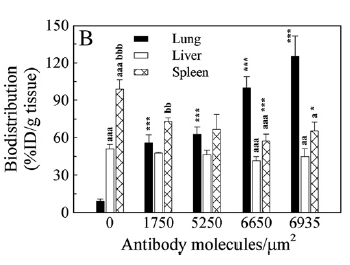 B
Lung
Liver
Spleen
Biodistribution
(%ID/g tissue)
150
120
90
60
30
0
aaa
aaa bbb
***
bb
***
***
aaa
aaa ***
***
aa
a *
0 1750 5250 6650 6935
Antibody molecules/μm²